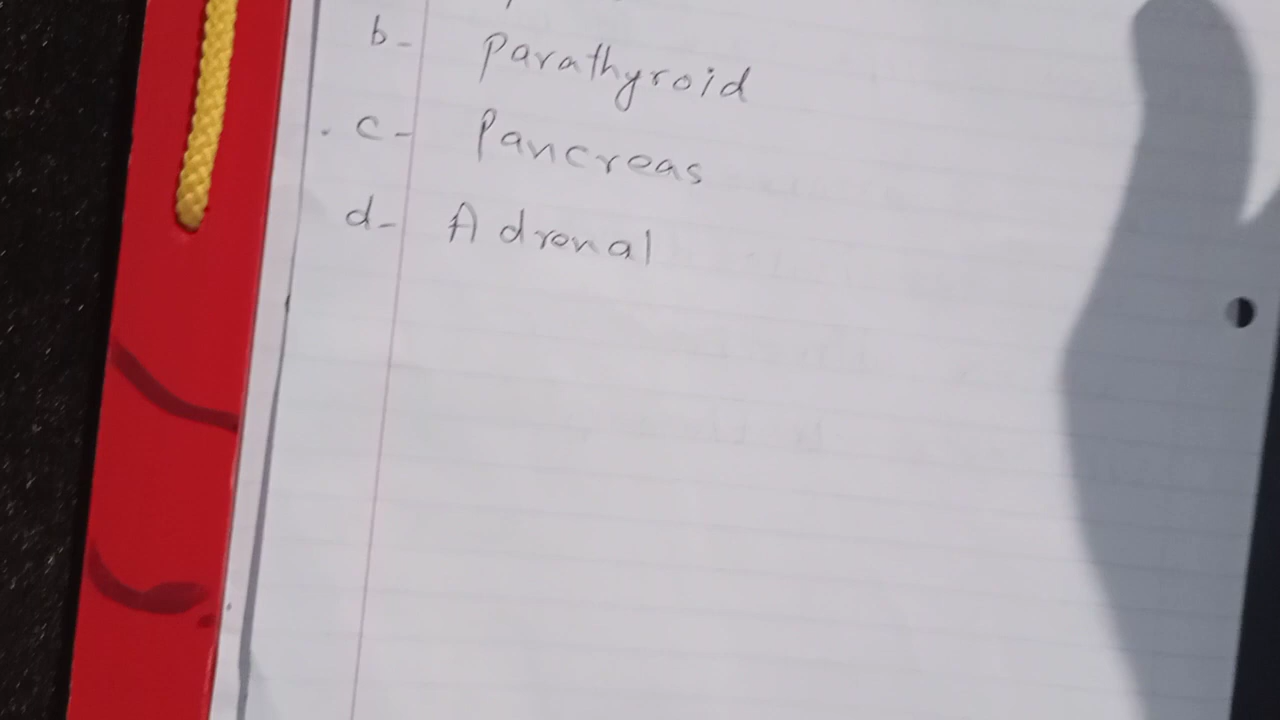 b- Parathyroid
c- Pancreas
d- Adronal